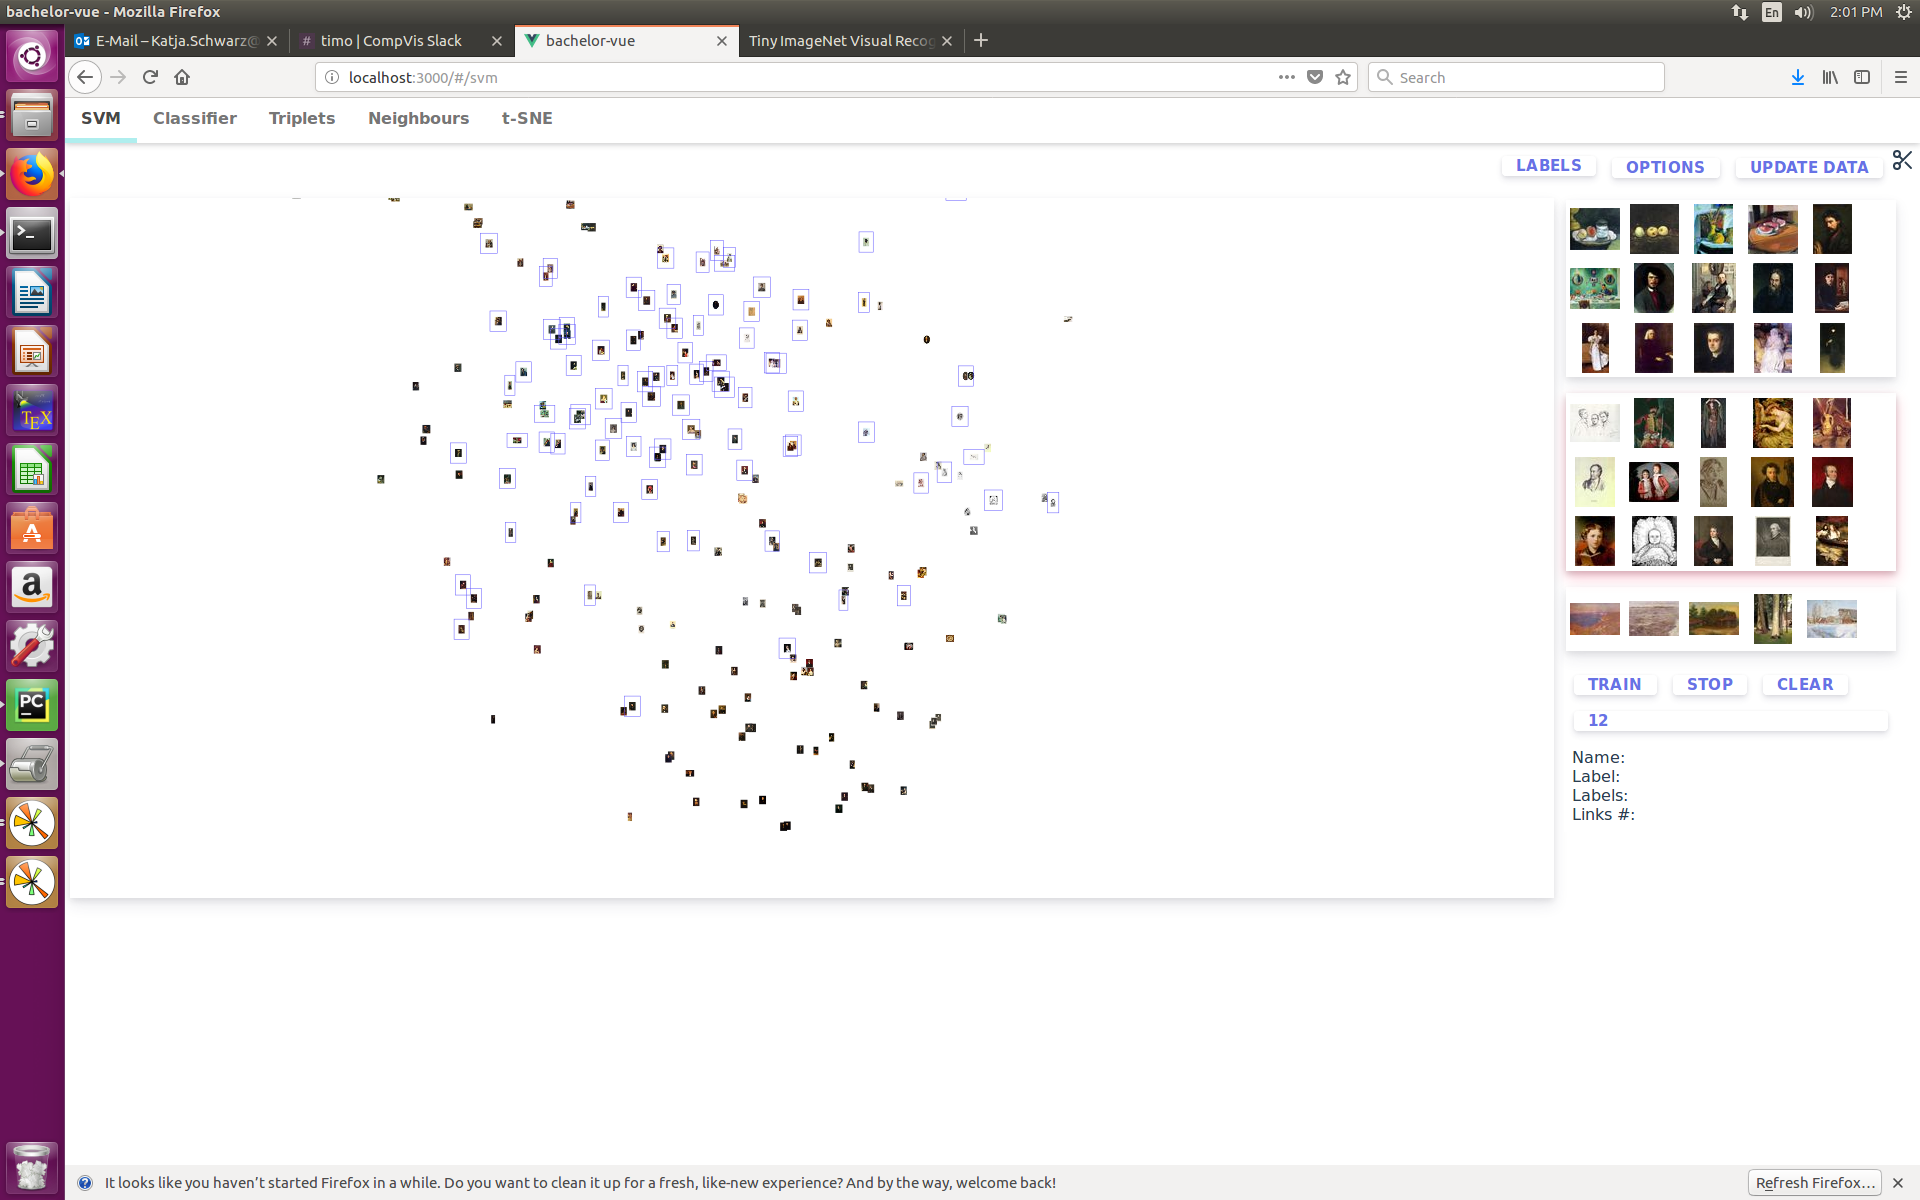 bachelor-vue - Mozilla Firefox
En
2:01 PM
E-Mail – Katja.Schwarz@
# timo | CompVis Slack
bachelor-vue
Tiny ImageNet Visual Recog
localhost:3000/#/svm
Search
SVM
Classifier
Triplets
Neighbours
t-SNE
LABELS
OPTIONS
UPDATE DATA
TRAIN
STOP
CLEAR
12
Name:
Label:
Labels:
Links #:
TEX
PC
It looks like you haven’t started Firefox in a while. Do you want to clean it up for a fresh, like-new experience? And by the way, welcome back!
Refresh Firefox…